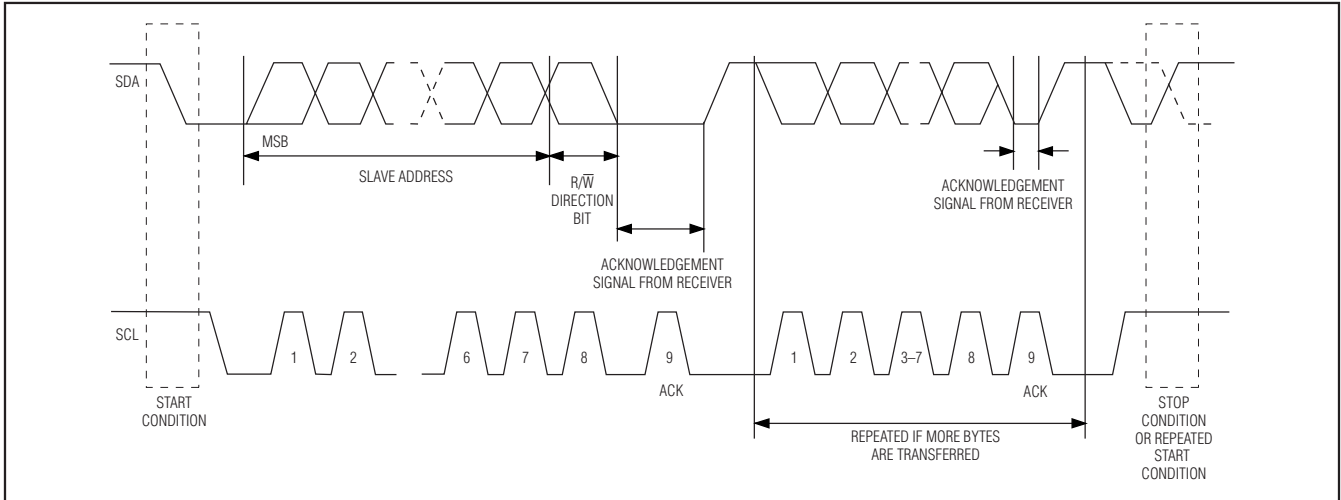 SDA
MSB
SLAVE ADDRESS
R/W̅
DIRECTION
BIT
ACKNOWLEDGEMENT
SIGNAL FROM RECEIVER
ACKNOWLEDGEMENT
SIGNAL FROM RECEIVER
SCL
1
2
6
7
8
9
1
2
3–7
8
9
ACK
ACK
START
CONDITION
REPEATED IF MORE BYTES
ARE TRANSFERRED
STOP
CONDITION
OR REPEATED
START
CONDITION